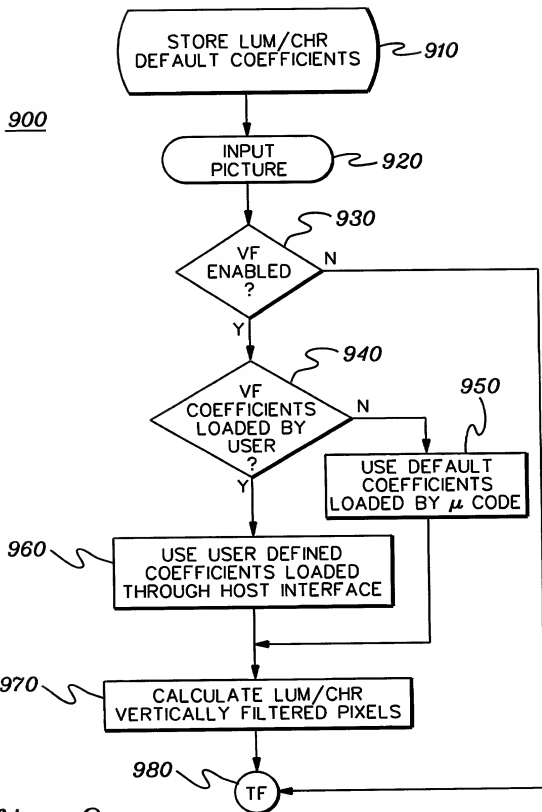 STORE LUM/CHR
DEFAULT COEFFICIENTS
910
900
INPUT
PICTURE
920
930
VF
ENABLED
?
N
Y
940
VF
COEFFICIENTS
LOADED BY
USER
?
N
Y
950
USE DEFAULT
COEFFICIENTS
LOADED BY μ CODE
960
USE USER DEFINED
COEFFICIENTS LOADED
THROUGH HOST INTERFACE
970
CALCULATE LUM/CHR
VERTICALLY FILTERED PIXELS
980
TF